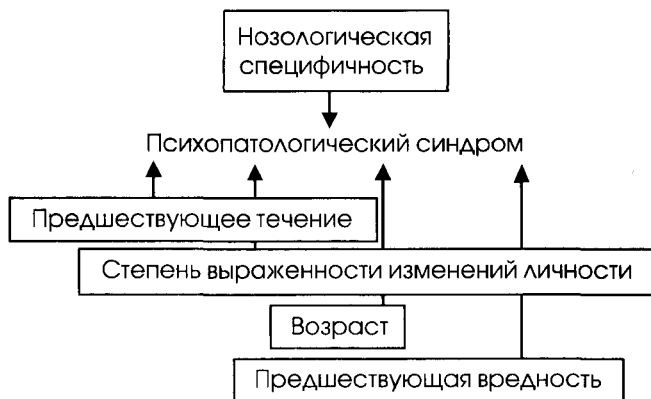 Нозологическая
специфичность
Психопатологический синдром
Предшествующее течение
Степень выраженности изменений личности
Возраст
Предшествующая вредность